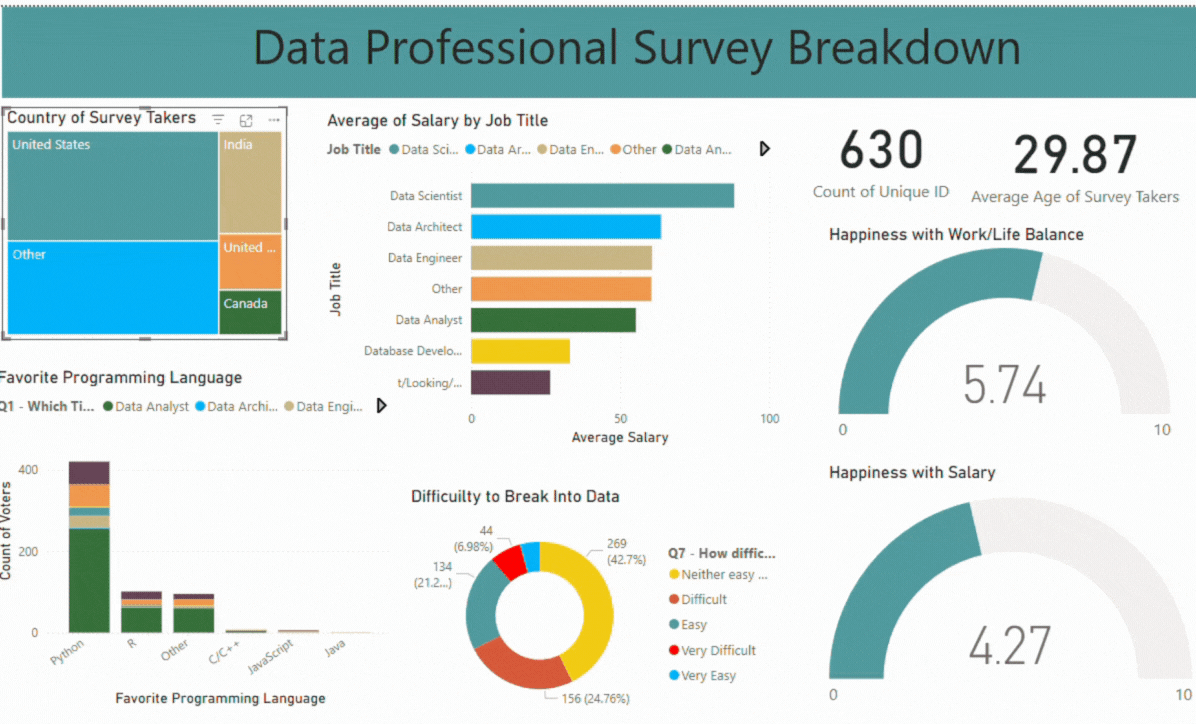 Data Professional Survey Breakdown
Country of Survey Takers
United States
India
Other
United ...
Canada
Average of Salary by Job Title
Job Title Data Sci... Data Ar... Data En... Other Data An...
Job Title
Data Scientist
Data Architect
Data Engineer
Other
Data Analyst
Database Develo...
t/Looking/...
0 50 100
Average Salary
630
Count of Unique ID
29.87
Average Age of Survey Takers
Happiness with Work/Life Balance
5.74
0 10
Favorite Programming Language
Q1 - Which Ti... Data Analyst Data Archi... Data Engi...
Count of Voters
400
200
0
Python R Other C/C++ JavaScript Java
Favorite Programming Language
Difficuilty to Break Into Data
44
(6.98%)
269
(42.7%)
134
(21.2...)
156 (24.76%)
Q7 - How diffic...
Neither easy ...
Difficult
Easy
Very Difficult
Very Easy
Happiness with Salary
4.27
0 10